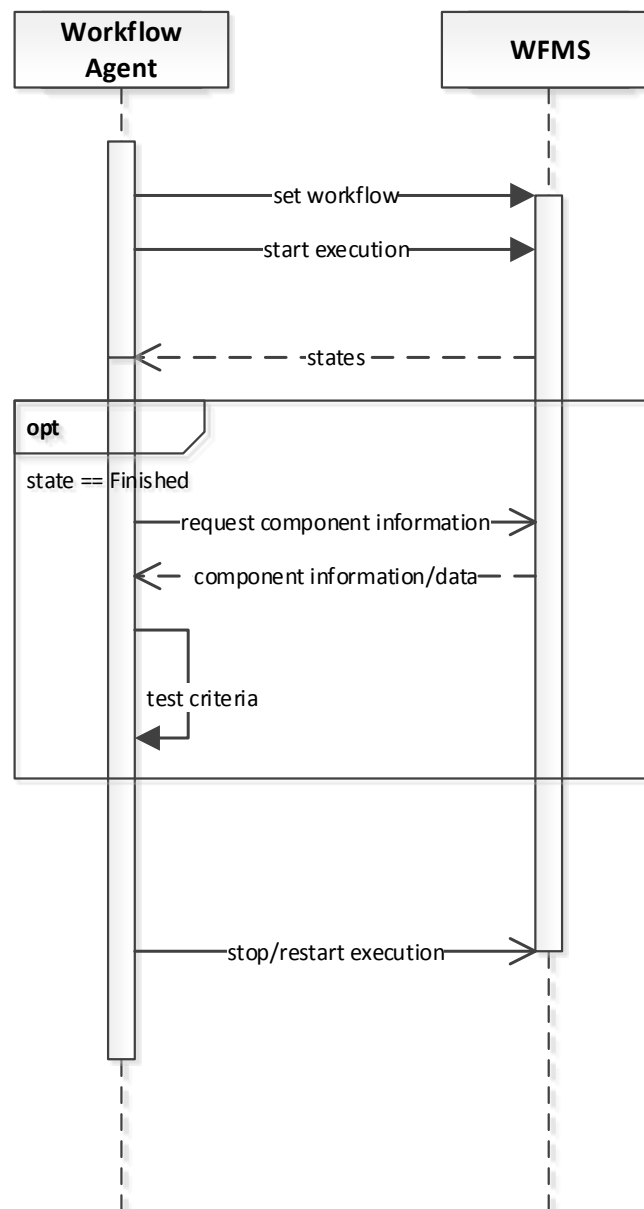 Workflow
Agent
WFMS
set workflow
start execution
states
opt
state == Finished
request component information
component information/data
test criteria
stop/restart execution